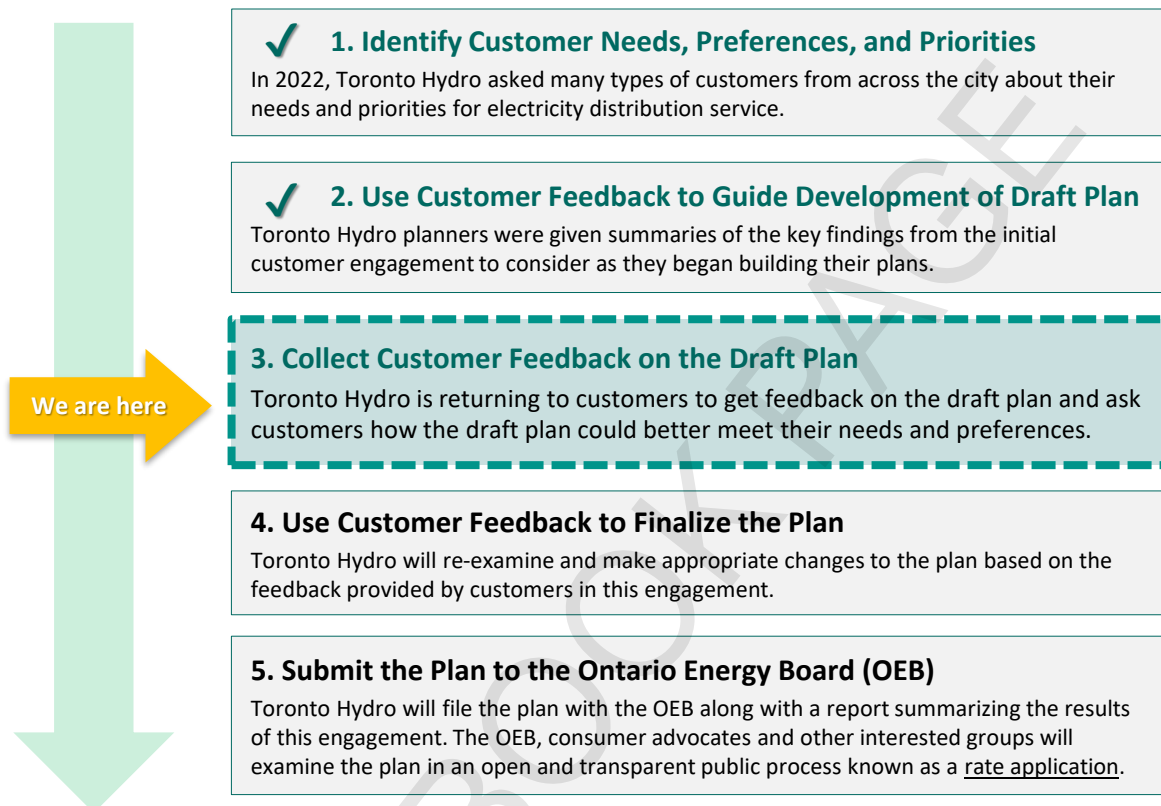 ✓ 1. Identify Customer Needs, Preferences, and Priorities
In 2022, Toronto Hydro asked many types of customers from across the city about their
needs and priorities for electricity distribution service.
✓ 2. Use Customer Feedback to Guide Development of Draft Plan
Toronto Hydro planners were given summaries of the key findings from the initial
customer engagement to consider as they began building their plans.
We are here
3. Collect Customer Feedback on the Draft Plan
Toronto Hydro is returning to customers to get feedback on the draft plan and ask
customers how the draft plan could better meet their needs and preferences.
4. Use Customer Feedback to Finalize the Plan
Toronto Hydro will re-examine and make appropriate changes to the plan based on the
feedback provided by customers in this engagement.
5. Submit the Plan to the Ontario Energy Board (OEB)
Toronto Hydro will file the plan with the OEB along with a report summarizing the results
of this engagement. The OEB, consumer advocates and other interested groups will
examine the plan in an open and transparent public process known as a rate application.
OOK PAGE